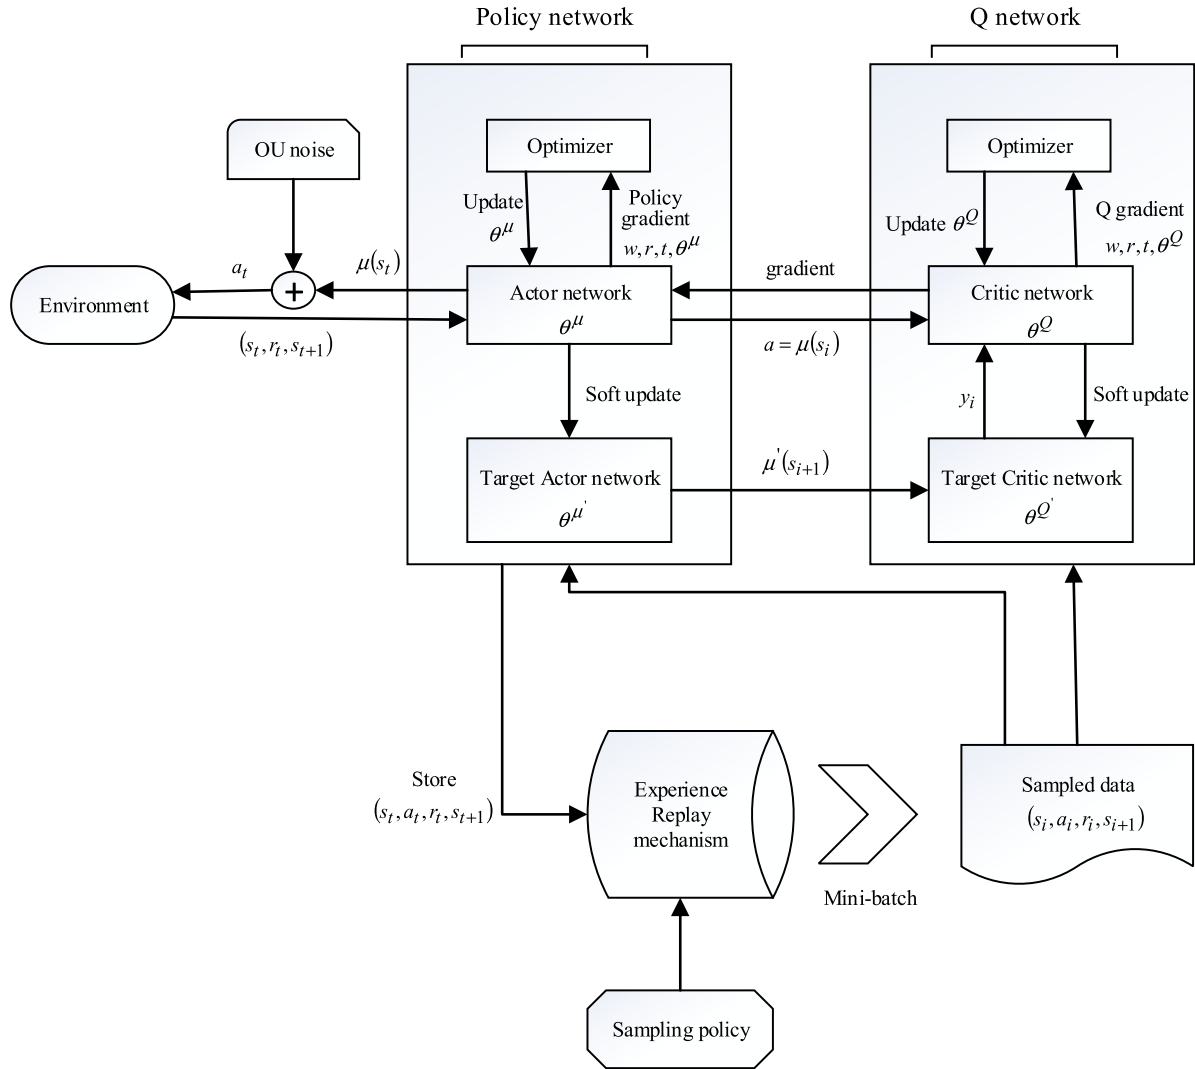 Policy network
Q network
OU noise
Optimizer
Optimizer
Update
θ^μ
Policy
gradient
w, r, t, θ^μ
Update θ^Q
Q gradient
w, r, t, θ^Q
Environment
a_t
+
μ(s_t)
(s_t, r_t, s_{t+1})
Actor network
θ^μ
gradient
a = μ(s_i)
Critic network
θ^Q
Soft update
y_i
Soft update
Target Actor network
θ^{μ'}
μ'(s_{i+1})
Target Critic network
θ^{Q'}
Store
(s_t, a_t, r_t, s_{t+1})
Experience
Replay
mechanism
Mini-batch
Sampled data
(s_i, a_i, r_i, s_{i+1})
Sampling policy